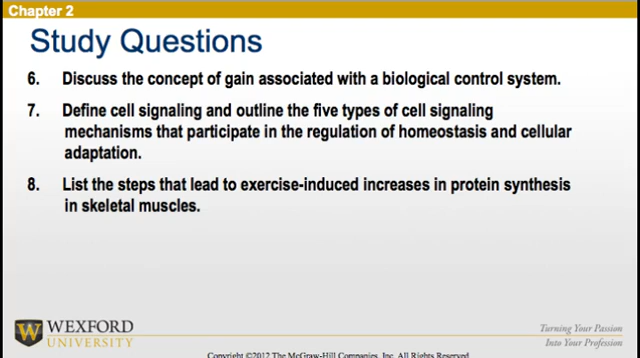 Chapter 2
Study Questions
6. Discuss the concept of gain associated with a biological control system.
7. Define cell signaling and outline the five types of cell signaling
mechanisms that participate in the regulation of homeostasis and cellular
adaptation.
8. List the steps that lead to exercise-induced increases in protein synthesis
in skeletal muscles.
W WEXFORD
UNIVERSITY
Turning Your Passion
Into Your Profession
Copyright ©2012 The McGraw-Hill Companies, Inc. All Rights Reserved